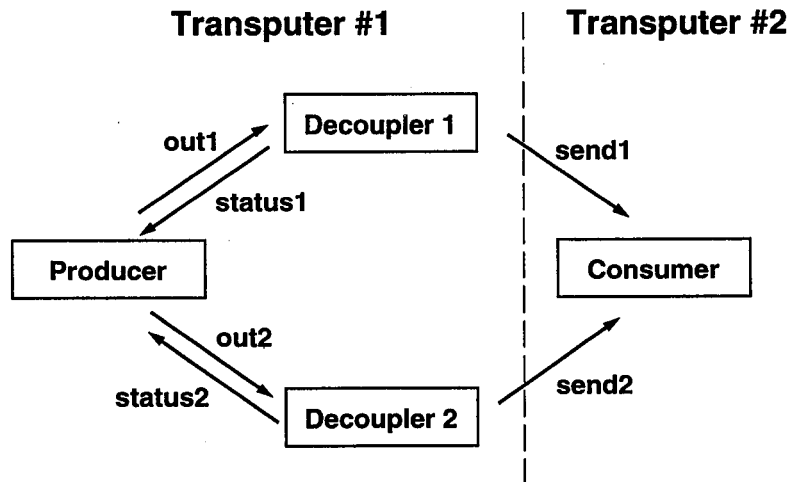 Transputer #1
Transputer #2
Decoupler 1
out1
send1
status1
Producer
Consumer
out2
send2
status2
Decoupler 2